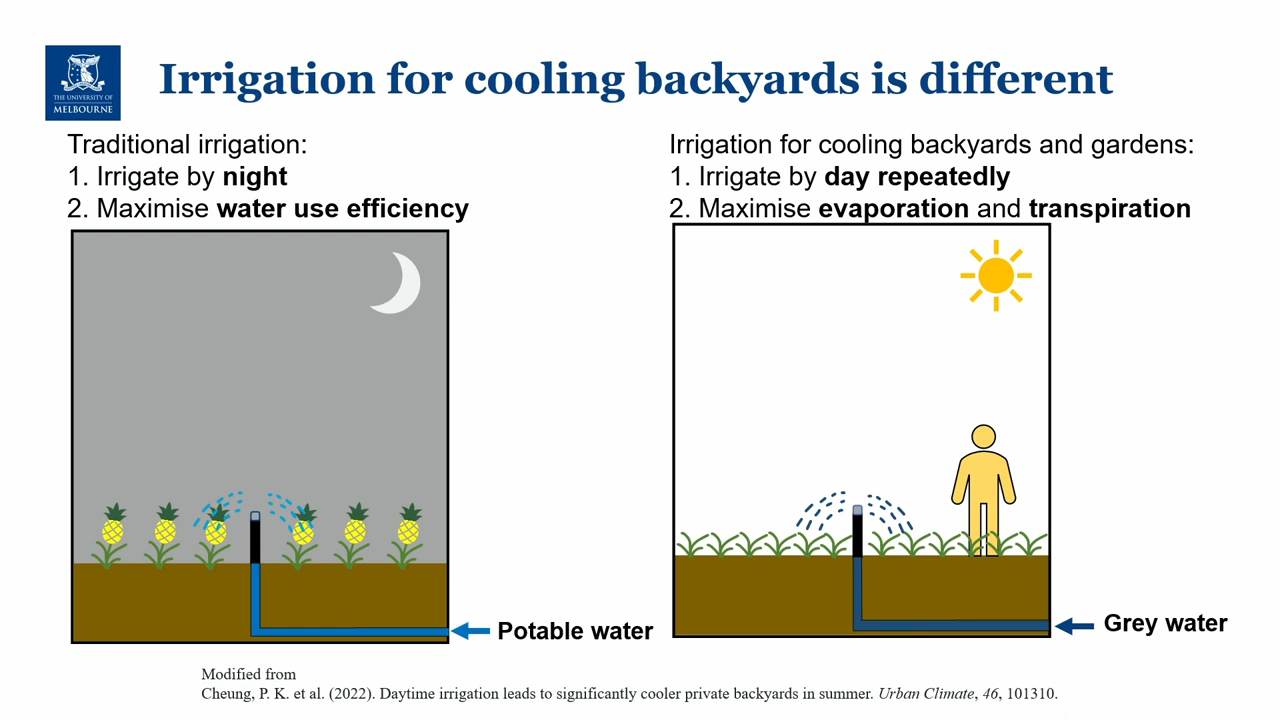 THE UNIVERSITY OF
MELBOURNE
Irrigation for cooling backyards is different
Traditional irrigation:
1. Irrigate by night
2. Maximise water use efficiency
Irrigation for cooling backyards and gardens:
1. Irrigate by day repeatedly
2. Maximise evaporation and transpiration
Potable water
Grey water
Modified from
Cheung, P. K. et al. (2022). Daytime irrigation leads to significantly cooler private backyards in summer. Urban Climate, 46, 101310.